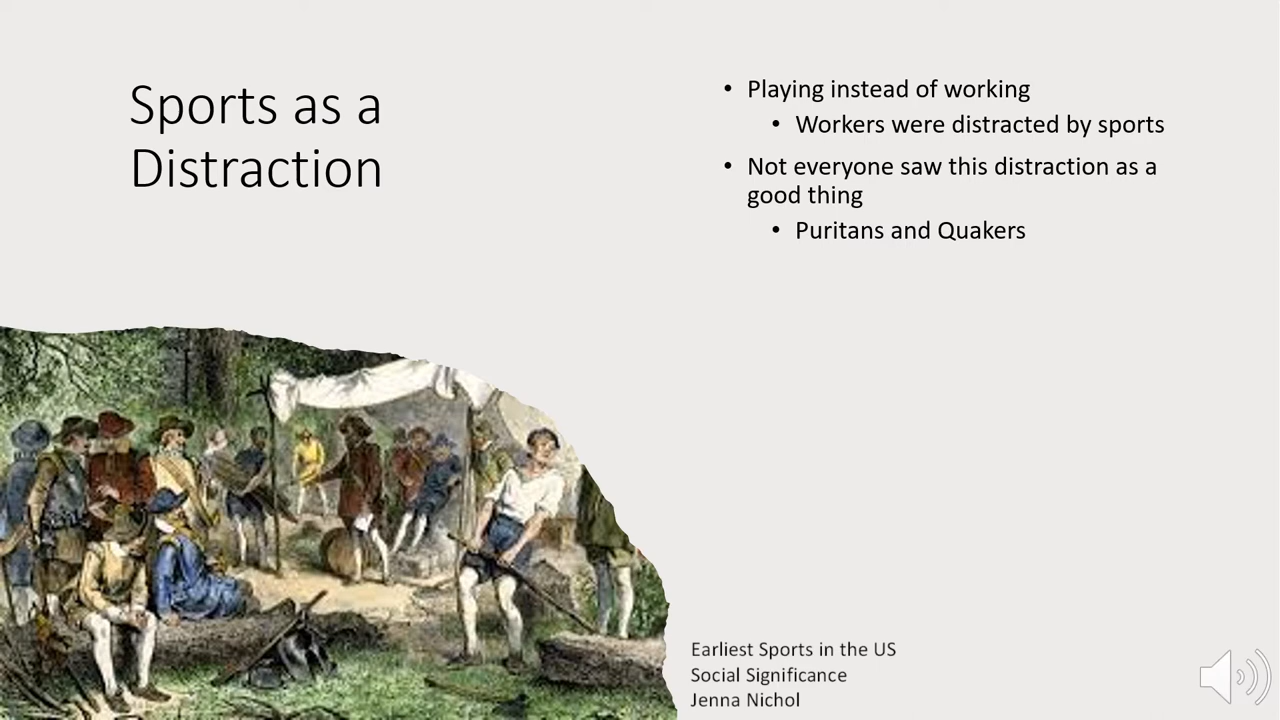 Sports as a
Distraction
• Playing instead of working
• Workers were distracted by sports
• Not everyone saw this distraction as a
good thing
• Puritans and Quakers
Earliest Sports in the US
Social Significance
Jenna Nichol